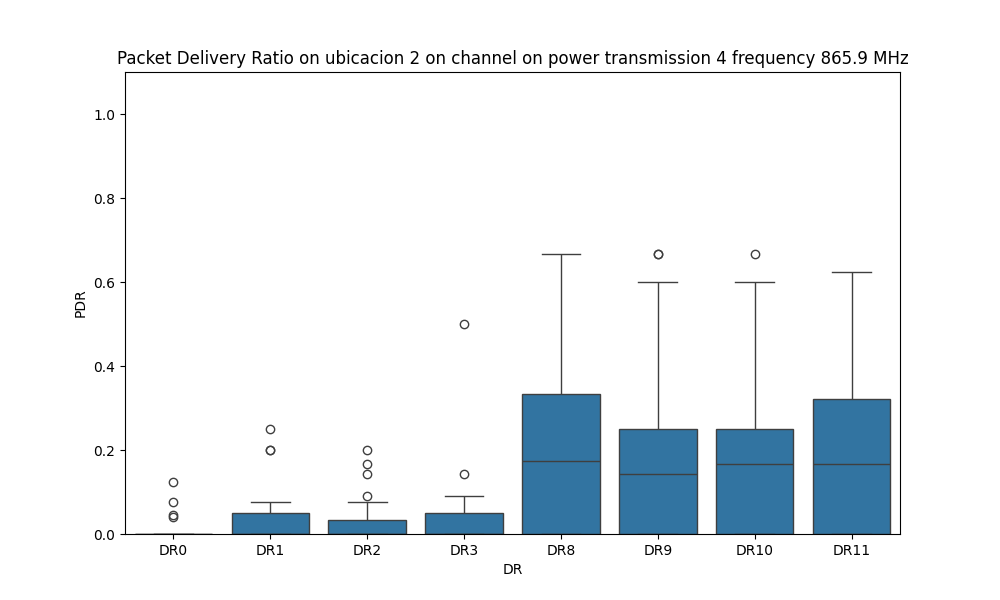 Packet Delivery Ratio on ubicacion 2 on channel on power transmission 4 frequency 865.9 MHz
1.0
0.8
0.6
0.4
0.2
0.0
PDR
DR0 DR1 DR2 DR3 DR8 DR9 DR10 DR11
DR